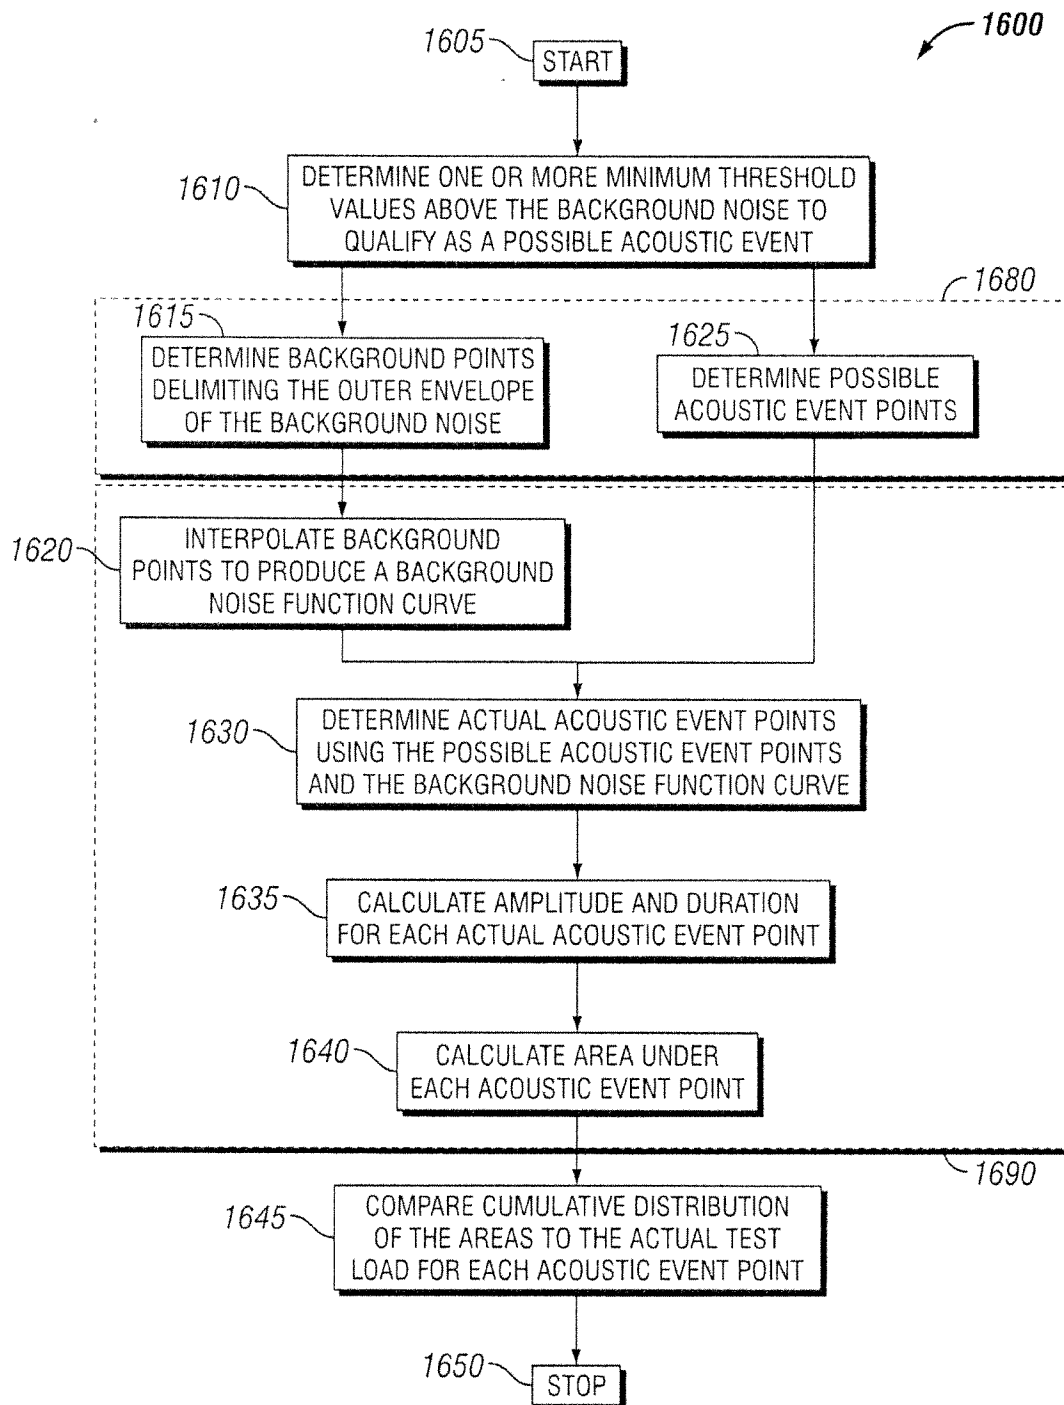 1600
1605
START
1610
DETERMINE ONE OR MORE MINIMUM THRESHOLD
VALUES ABOVE THE BACKGROUND NOISE TO
QUALIFY AS A POSSIBLE ACOUSTIC EVENT
1680
1615
DETERMINE BACKGROUND POINTS
DELIMITING THE OUTER ENVELOPE
OF THE BACKGROUND NOISE
1625
DETERMINE POSSIBLE
ACOUSTIC EVENT POINTS
1620
INTERPOLATE BACKGROUND
POINTS TO PRODUCE A BACKGROUND
NOISE FUNCTION CURVE
1630
DETERMINE ACTUAL ACOUSTIC EVENT POINTS
USING THE POSSIBLE ACOUSTIC EVENT POINTS
AND THE BACKGROUND NOISE FUNCTION CURVE
1635
CALCULATE AMPLITUDE AND DURATION
FOR EACH ACTUAL ACOUSTIC EVENT POINT
1640
CALCULATE AREA UNDER
EACH ACOUSTIC EVENT POINT
1690
1645
COMPARE CUMULATIVE DISTRIBUTION
OF THE AREAS TO THE ACTUAL TEST
LOAD FOR EACH ACOUSTIC EVENT POINT
1650
STOP